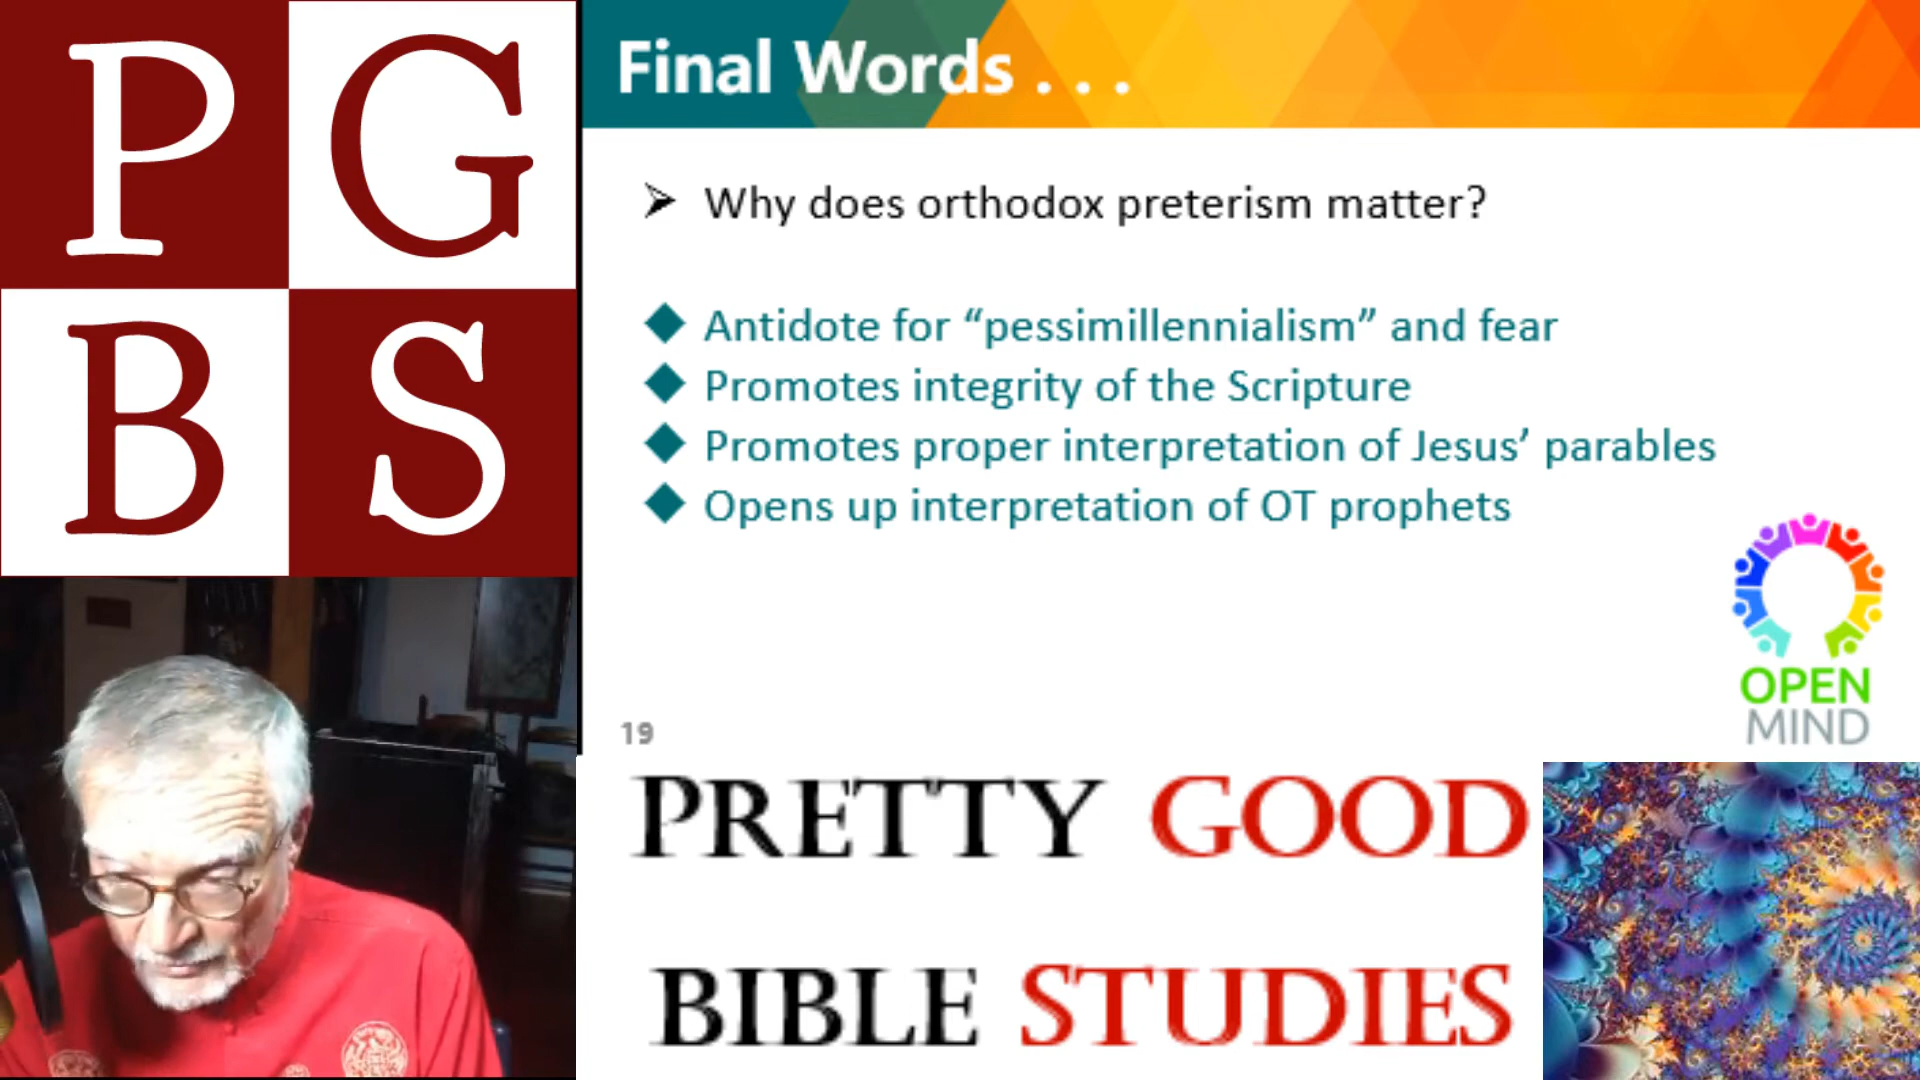 P G
B S
Final Words . . .
➢ Why does orthodox preterism matter?
◆ Antidote for “pessimillennialism” and fear
◆ Promotes integrity of the Scripture
◆ Promotes proper interpretation of Jesus’ parables
◆ Opens up interpretation of OT prophets
OPEN
MIND
19
PRETTY GOOD
BIBLE STUDIES